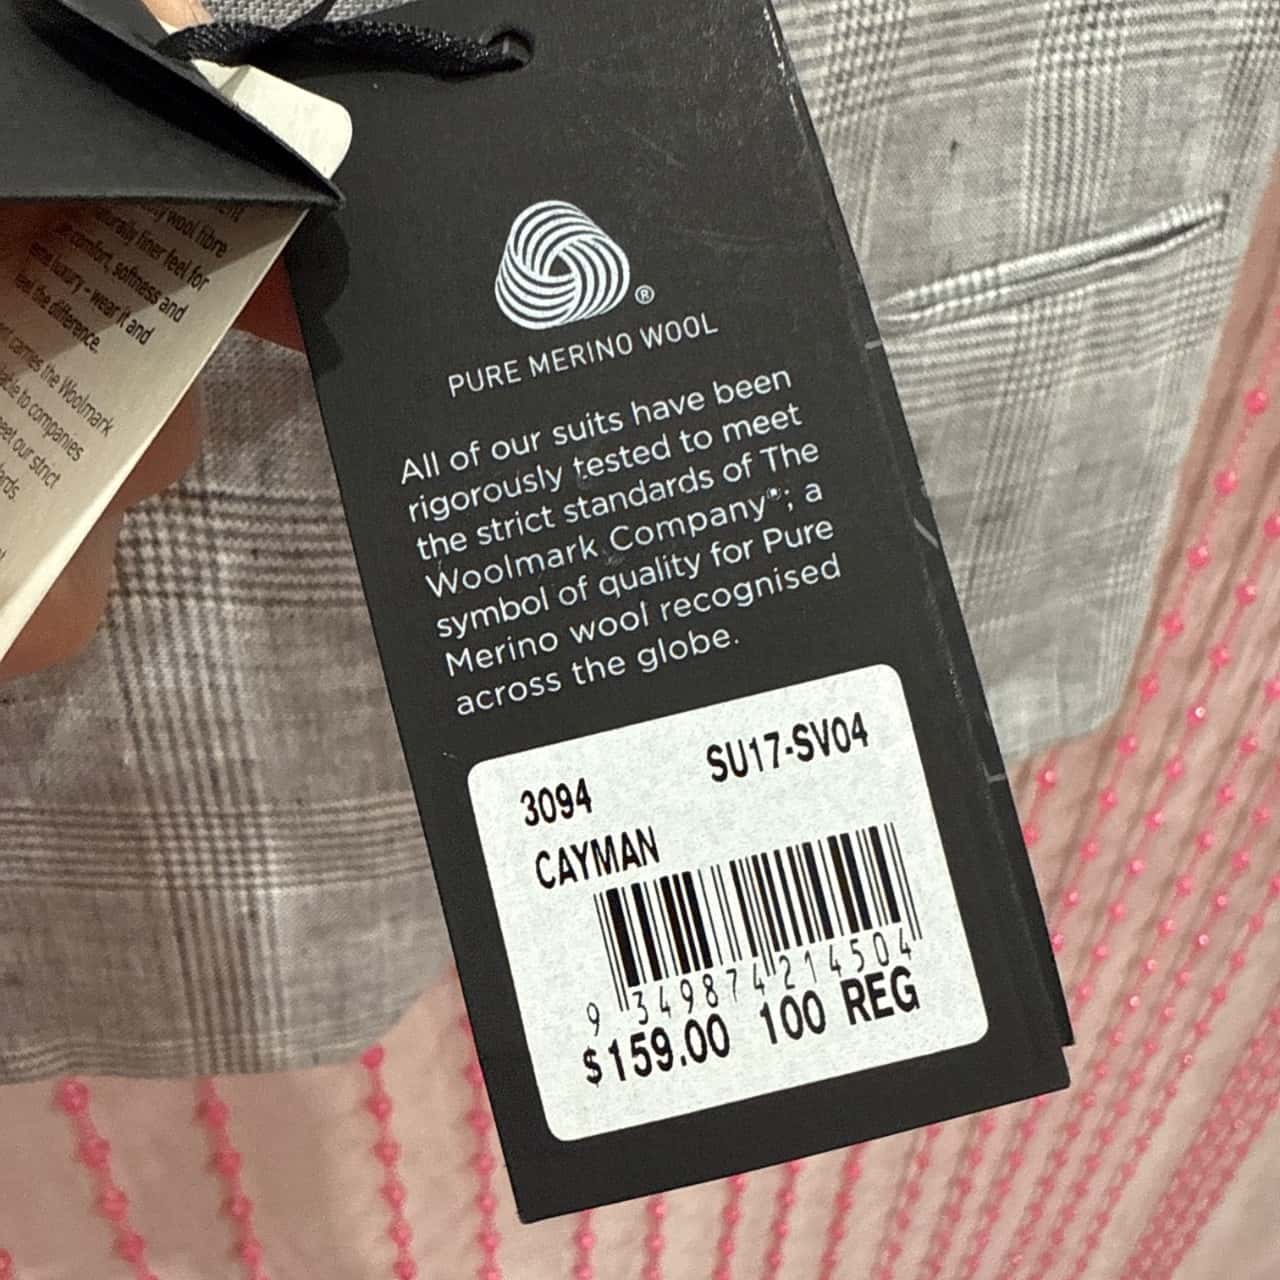 wool fibre
finer feel for
comfort, softness and
luxury - wear it and
the difference.
carries the Woolmark
to companies
our strict
®
PURE MERINO WOOL
All of our suits have been
rigorously tested to meet
the strict standards of The
Woolmark Company®; a
symbol of quality for Pure
Merino wool recognised
across the globe.
3094 SU17-SV04
CAYMAN
9 349874 214504
$159.00 100 REG